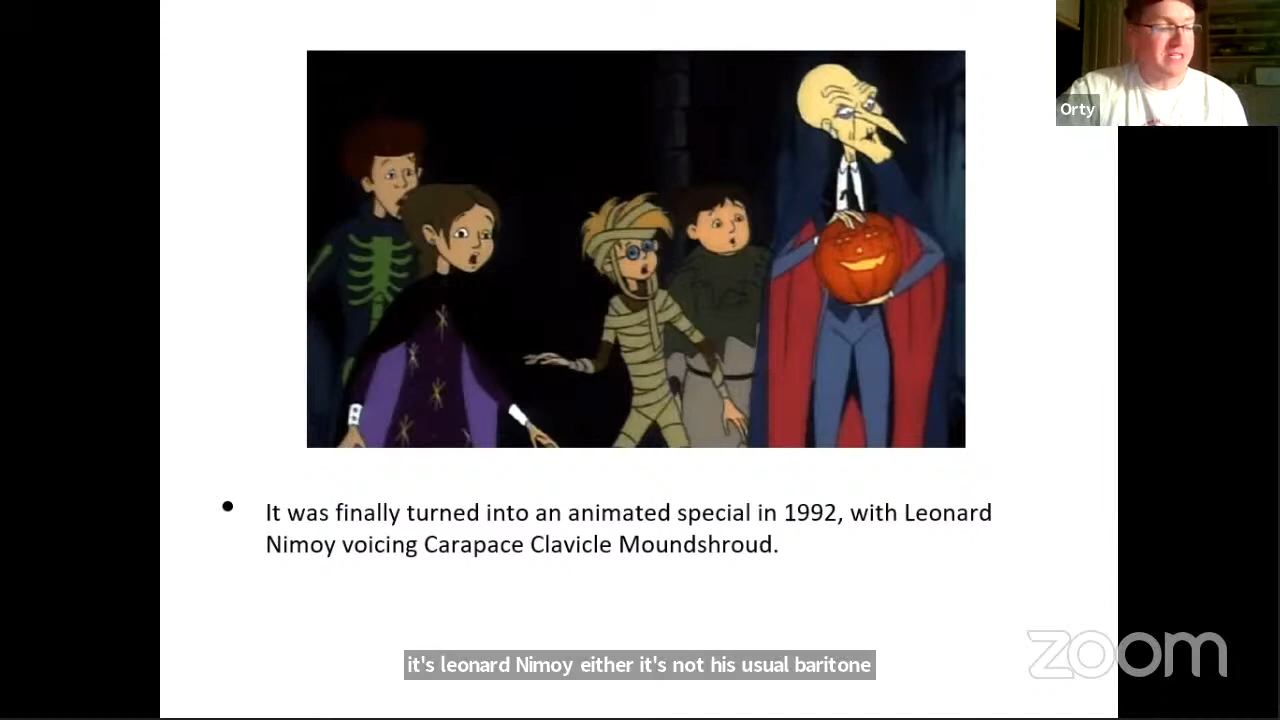 Orty
• It was finally turned into an animated special in 1992, with Leonard
Nimoy voicing Carapace Clavicle Moundshroud.
it's leonard Nimoy either it's not his usual baritone
zoom